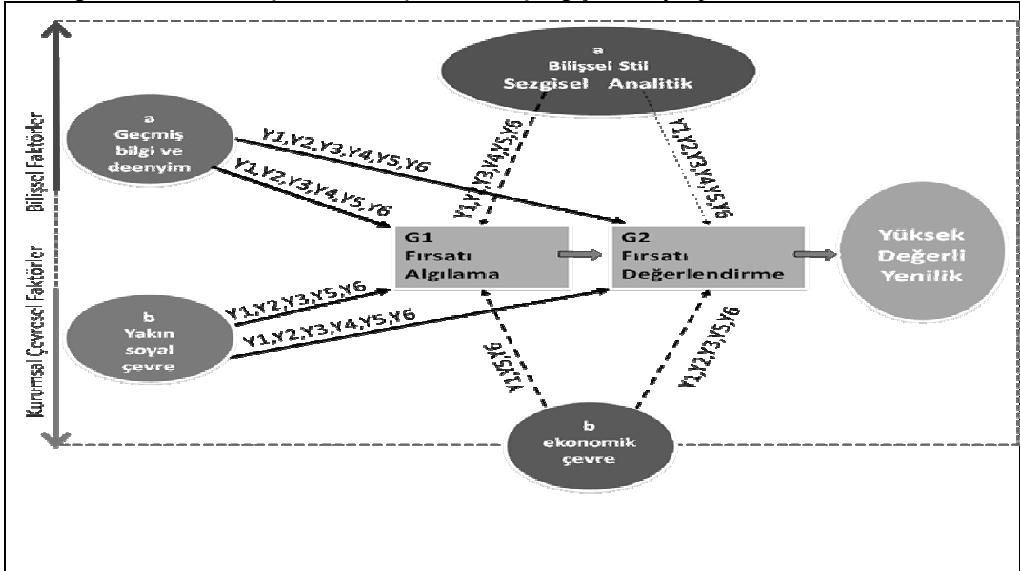 a
Bilişsel Stil
Sezgisel Analitik
Bilişsel Faktörler
a
Geçmiş
bilgi ve
deenyim
Y1,Y2,Y3,Y4,Y5,Y6
Y1,Y2,Y3,Y4,Y5,Y6
Y1,Y2,Y3,Y4,Y5,Y6
Y1,Y2,Y3,Y4,Y5,Y6
G1
Fırsatı
Algılama
G2
Fırsatı
Değerlendirme
Yüksek
Değerli
Yenilik
Kurumsal Çevresel Faktörler
b
Yakın
soyal
çevre
Y1,Y2,Y3,Y5,Y6
Y1,Y2,Y3,Y4,Y5,Y6
Y1,Y5,Y6
Y1,Y2,Y3,Y5,Y6
b
ekonomik
çevre